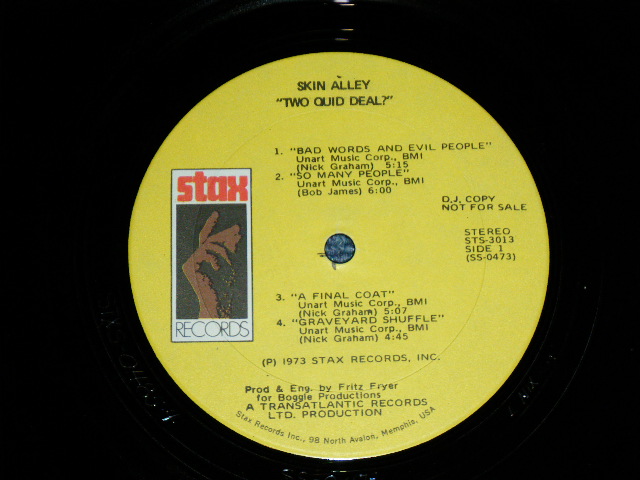 SKIN ALLEY
"TWO QUID DEAL?"
1. "BAD WORDS AND EVIL PEOPLE"
Unart Music Corp., BMI
(Nick Graham) 5:15
2. "SO MANY PEOPLE"
Unart Music Corp., BMI
(Bob James) 6:00
D.J. COPY
NOT FOR SALE
stax
RECORDS
STEREO
STS-3013
SIDE 1
(SS-0473)
3. "A FINAL COAT"
Unart Music Corp., BMI
(Nick Graham) 5:07
4. "GRAVEYARD SHUFFLE"
Unart Music Corp., BMI
(Nick Graham) 4:45
(P) 1973 STAX RECORDS, INC.
Prod & Eng. by Fritz Fryer
for Boggle Productions
A TRANSATLANTIC RECORDS
LTD. PRODUCTION
Stax Records Inc., 98 North Avalon, Memphis, USA